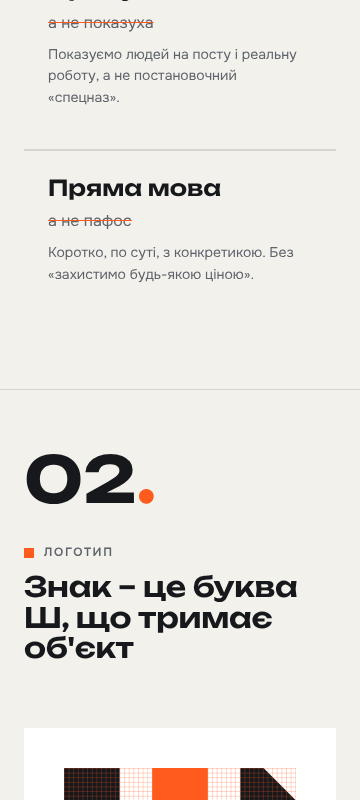 а не показуха
Показуємо людей на посту і реальну
роботу, а не постановочний
«спецназ».
Пряма мова
а не пафос
Коротко, по суті, з конкретикою. Без
«захистимо будь-якою ціною».
02.
ЛОГОТИП
Знак – це буква
Ш, що тримає
об'єкт